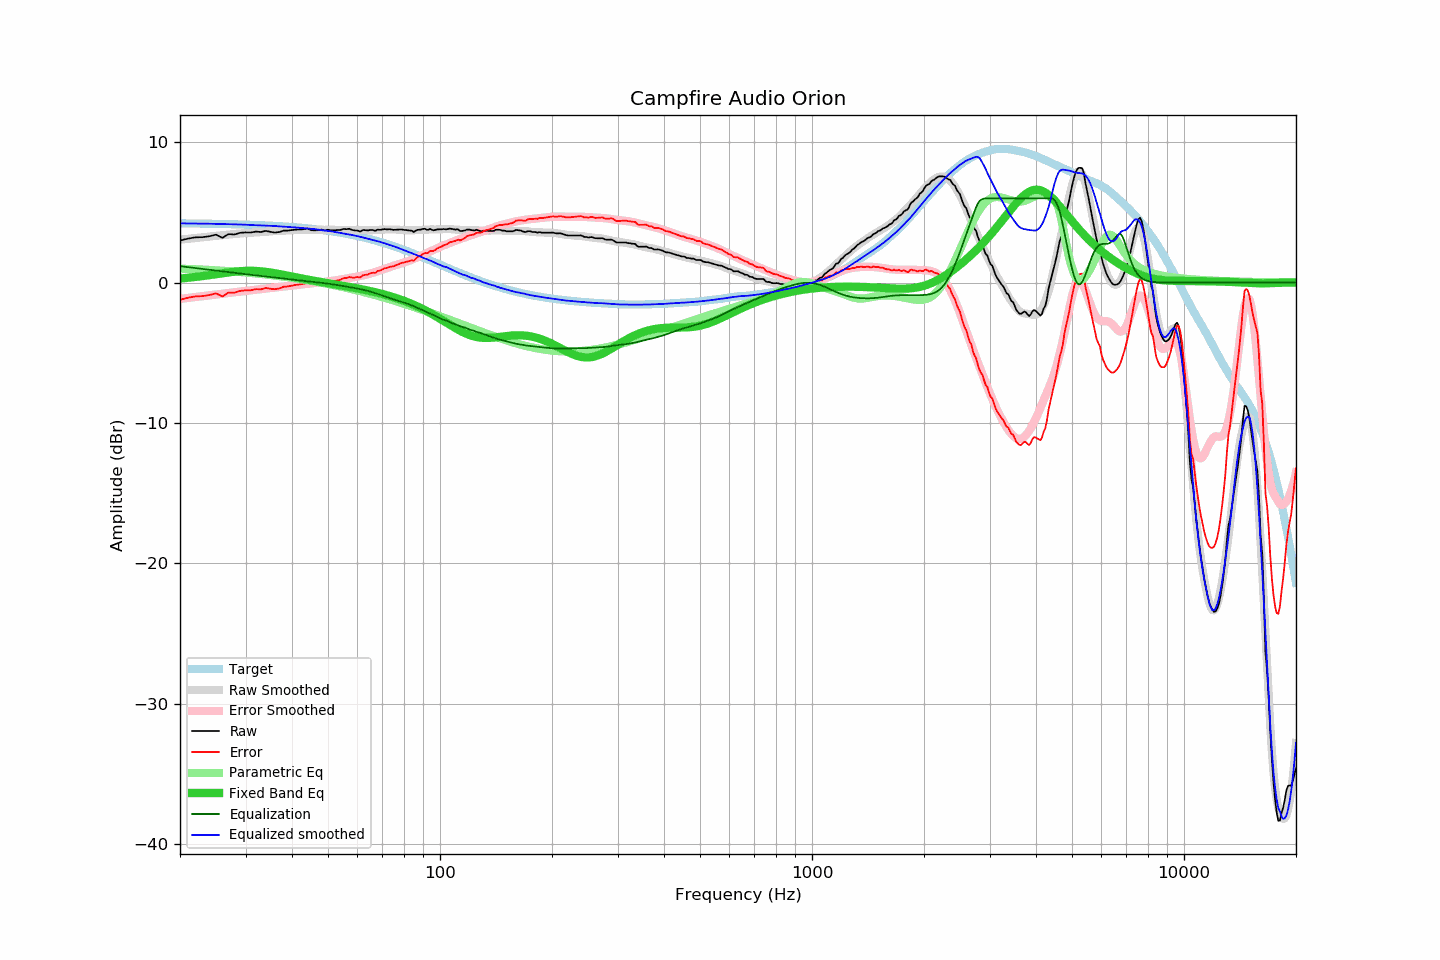 Campfire Audio Orion
10
0
−10
−20
−30
−40
Amplitude (dBr)
Target
Raw Smoothed
Error Smoothed
Raw
Error
Parametric Eq
Fixed Band Eq
Equalization
Equalized smoothed
100
1000
10000
Frequency (Hz)